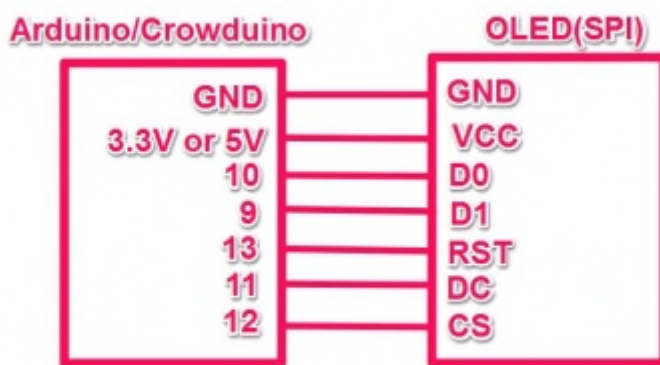 Arduino/Crowduino OLED(SPI)
GND GND
3.3V or 5V VCC
10 D0
9 D1
13 RST
11 DC
12 CS